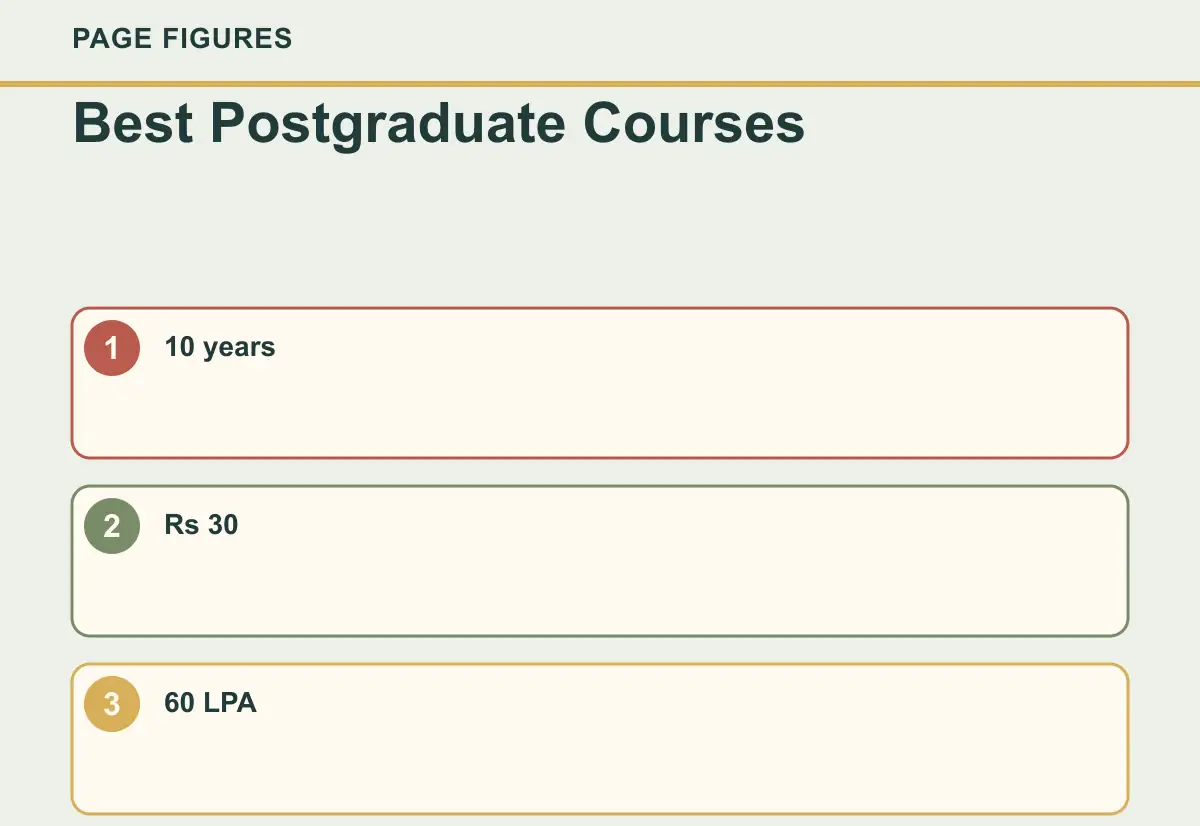 PAGE FIGURES
Best Postgraduate Courses
1 10 years
2 Rs 30
3 60 LPA